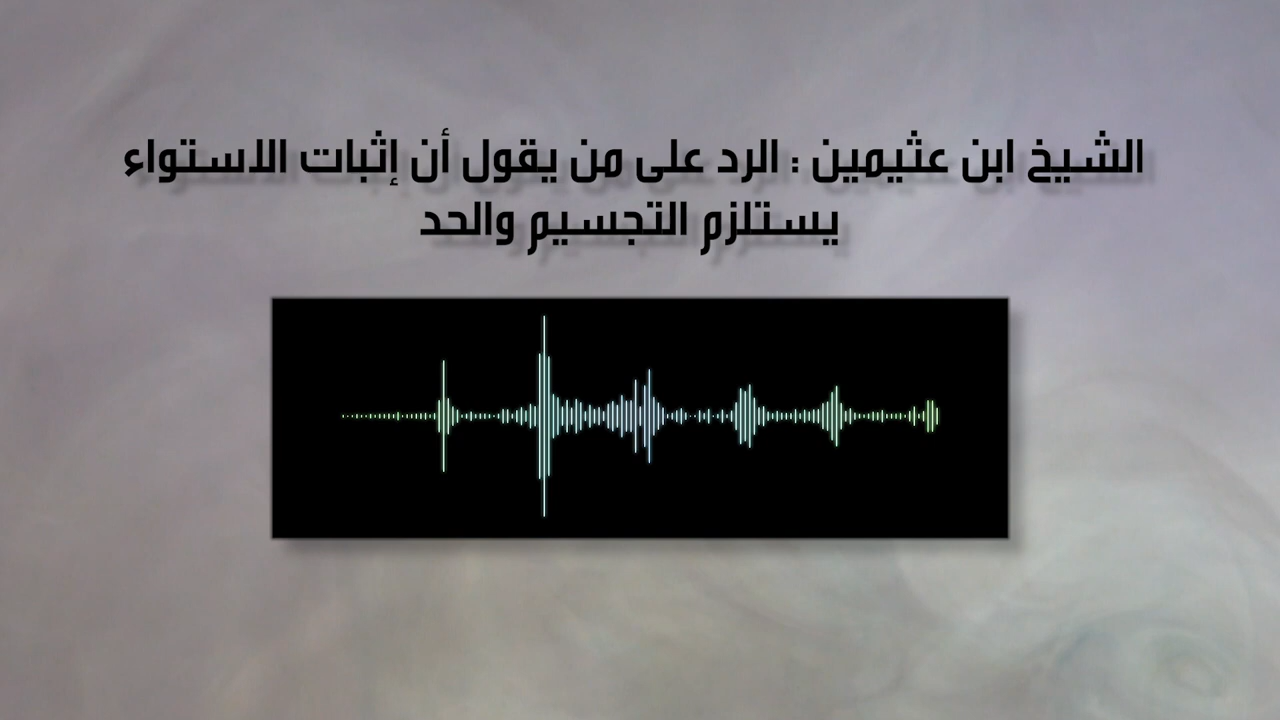 الشيخ ابن عثيمين : الرد على من يقول أن إثبات الاستواء
يستلزم التجسيم والحد